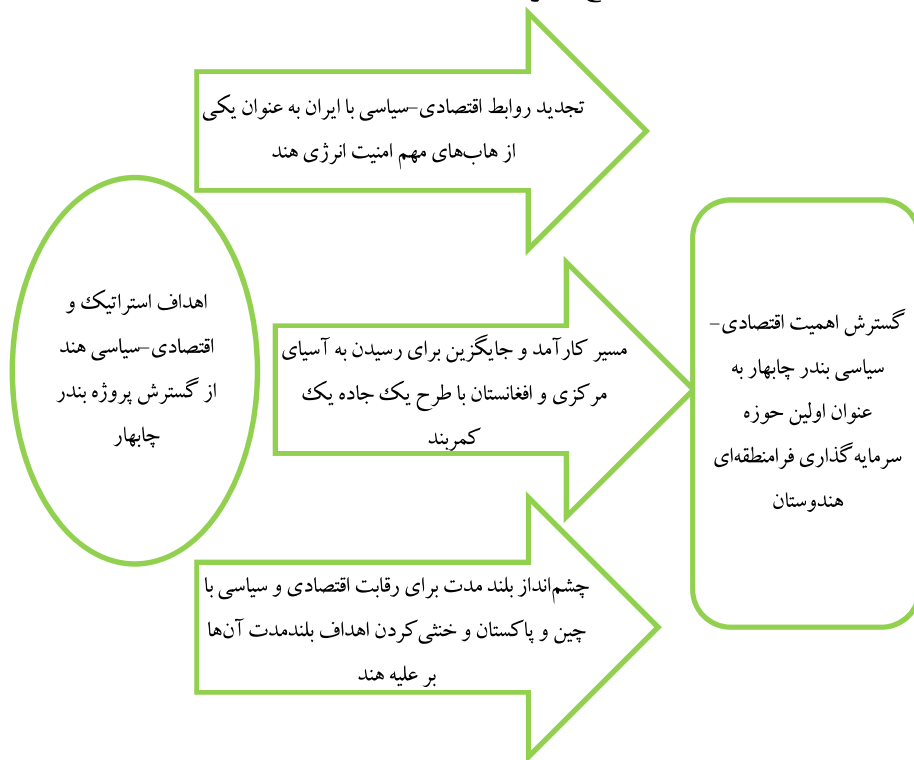 تجدید روابط اقتصادی-سیاسی با ایران به عنوان یکی
از هاب‌های مهم امنیت انرژی هند
اهداف استراتیک و
اقتصادی-سیاسی هند
از گسترش پروژه بندر
چابهار
مسیر کارآمد و جایگزین برای رسیدن به آسیای
مرکزی و افغانستان با طرح یک جاده یک
کمربند
چشم‌انداز بلند مدت برای رقابت اقتصادی و سیاسی با
چین و پاکستان و خنثی کردن اهداف بلندمدت آن‌ها
بر علیه هند
گسترش اهمیت اقتصادی-
سیاسی بندر چابهار به
عنوان اولین حوزه
سرمایه گذاری فرامنطقه‌ای
هندوستان